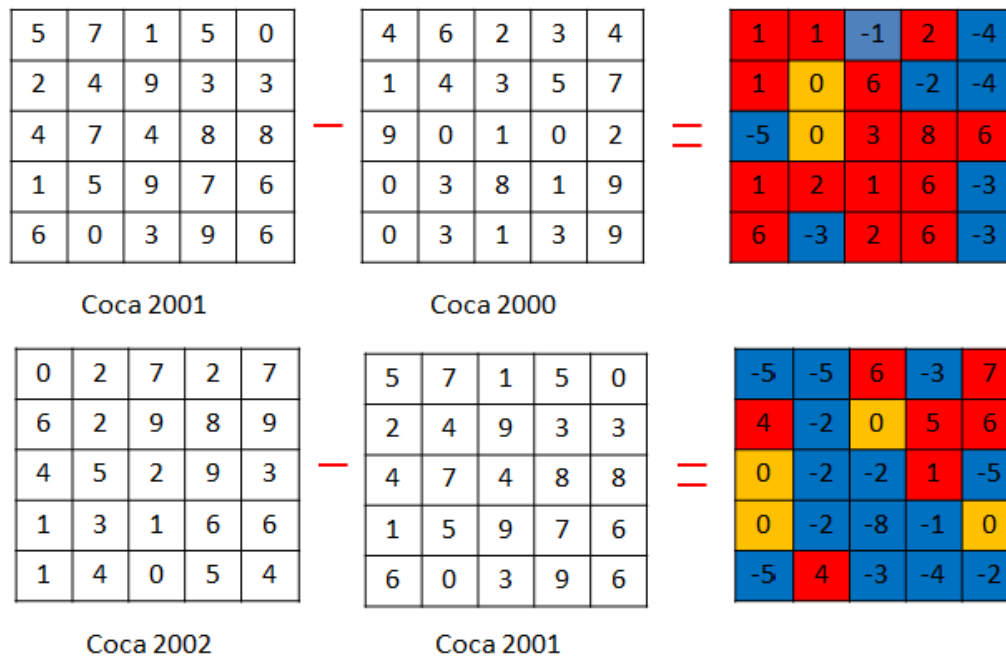 5 7 1 5 0 4 6 2 3 4 1 1 -1 2 -4
2 4 9 3 3 1 4 3 5 7 1 0 6 -2 -4
4 7 4 8 8 − 9 0 1 0 2 = -5 0 3 8 6
1 5 9 7 6 0 3 8 1 9 1 2 1 6 -3
6 0 3 9 6 0 3 1 3 9 6 -3 2 6 -3
Coca 2001 Coca 2000
0 2 7 2 7 5 7 1 5 0 -5 -5 6 -3 7
6 2 9 8 9 2 4 9 3 3 4 -2 0 5 6
4 5 2 9 3 − 4 7 4 8 8 = 0 -2 -2 1 -5
1 3 1 6 6 1 5 9 7 6 0 -2 -8 -1 0
1 4 0 5 4 6 0 3 9 6 -5 4 -3 -4 -2
Coca 2002 Coca 2001